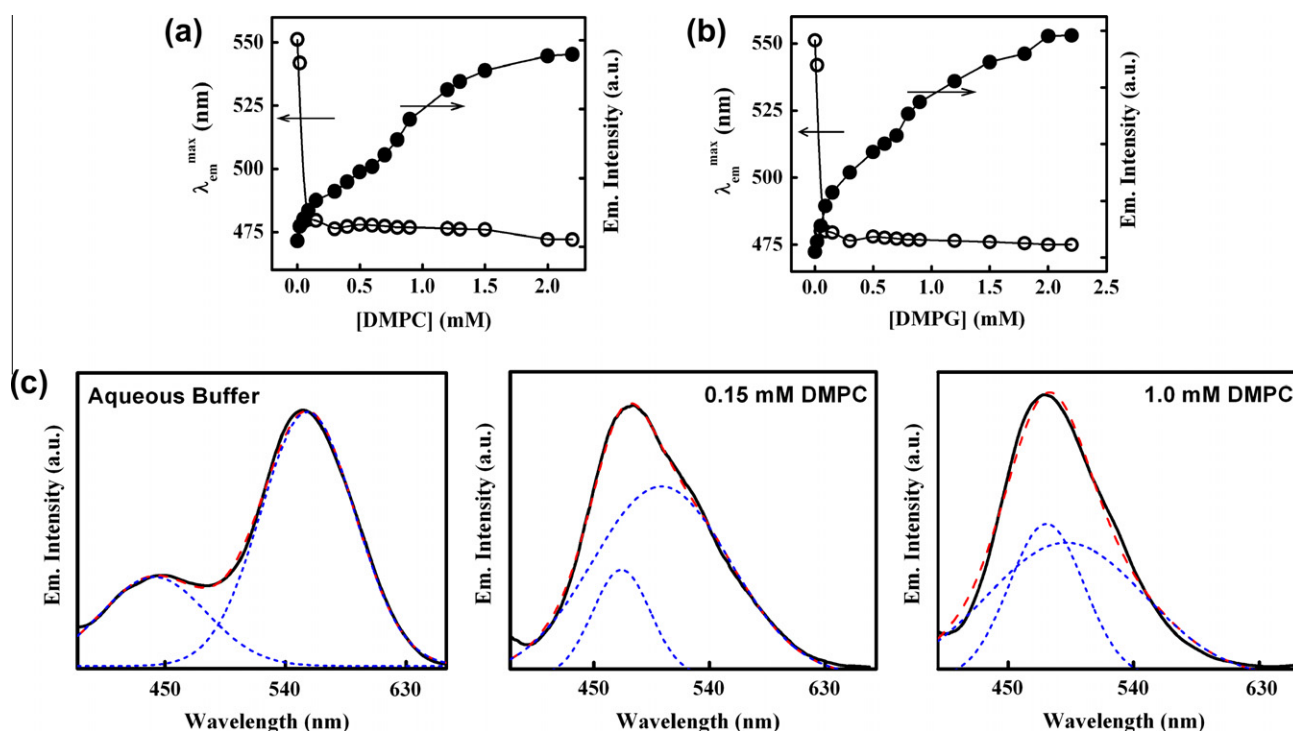 (a)
550
525
500
475
λem^max (nm)
Em. Intensity (a.u.)
0.0 0.5 1.0 1.5 2.0
[DMPC] (mM)
(b)
550
525
500
475
λem^max (nm)
Em. Intensity (a.u.)
0.0 0.5 1.0 1.5 2.0 2.5
[DMPG] (mM)
(c)
Aqueous Buffer
Em. Intensity (a.u.)
450 540 630
Wavelength (nm)
0.15 mM DMPC
Em. Intensity (a.u.)
450 540 630
Wavelength (nm)
1.0 mM DMPC
Em. Intensity (a.u.)
450 540 630
Wavelength (nm)